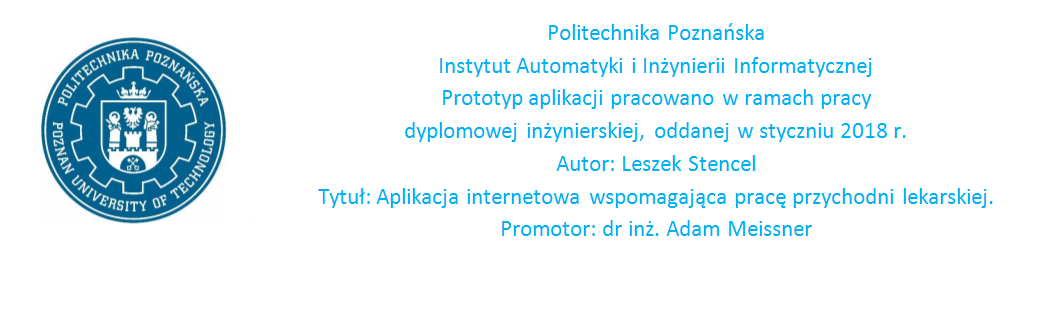 POLITECHNIKA POZNAŃSKA
POZNAN UNIVERSITY OF TECHNOLOGY
Politechnika Poznańska
Instytut Automatyki i Inżynierii Informatycznej
Prototyp aplikacji pracowano w ramach pracy
dyplomowej inżynierskiej, oddanej w styczniu 2018 r.
Autor: Leszek Stencel
Tytuł: Aplikacja internetowa wspomagająca pracę przychodni lekarskiej.
Promotor: dr inż. Adam Meissner